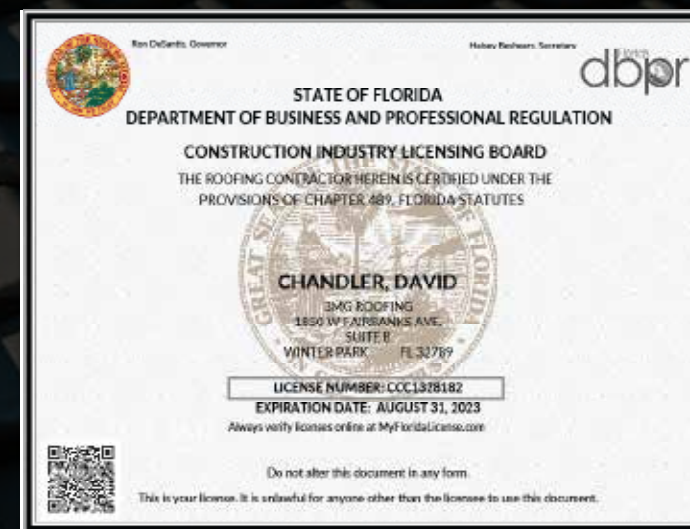 Ron DeSantis, Governor
Halsey Beshears, Secretary
Florida
dbpr
STATE OF FLORIDA
DEPARTMENT OF BUSINESS AND PROFESSIONAL REGULATION
CONSTRUCTION INDUSTRY LICENSING BOARD
THE ROOFING CONTRACTOR HEREIN IS CERTIFIED UNDER THE
PROVISIONS OF CHAPTER 489, FLORIDA STATUTES
CHANDLER, DAVID
3MG ROOFING
1850 W FAIRBANKS AVE.
SUITE B
WINTER PARK FL 32789
LICENSE NUMBER: CCC1328182
EXPIRATION DATE: AUGUST 31, 2023
Always verify licenses online at MyFloridaLicense.com
Do not alter this document in any form.
This is your license. It is unlawful for anyone other than the licensee to use this document.